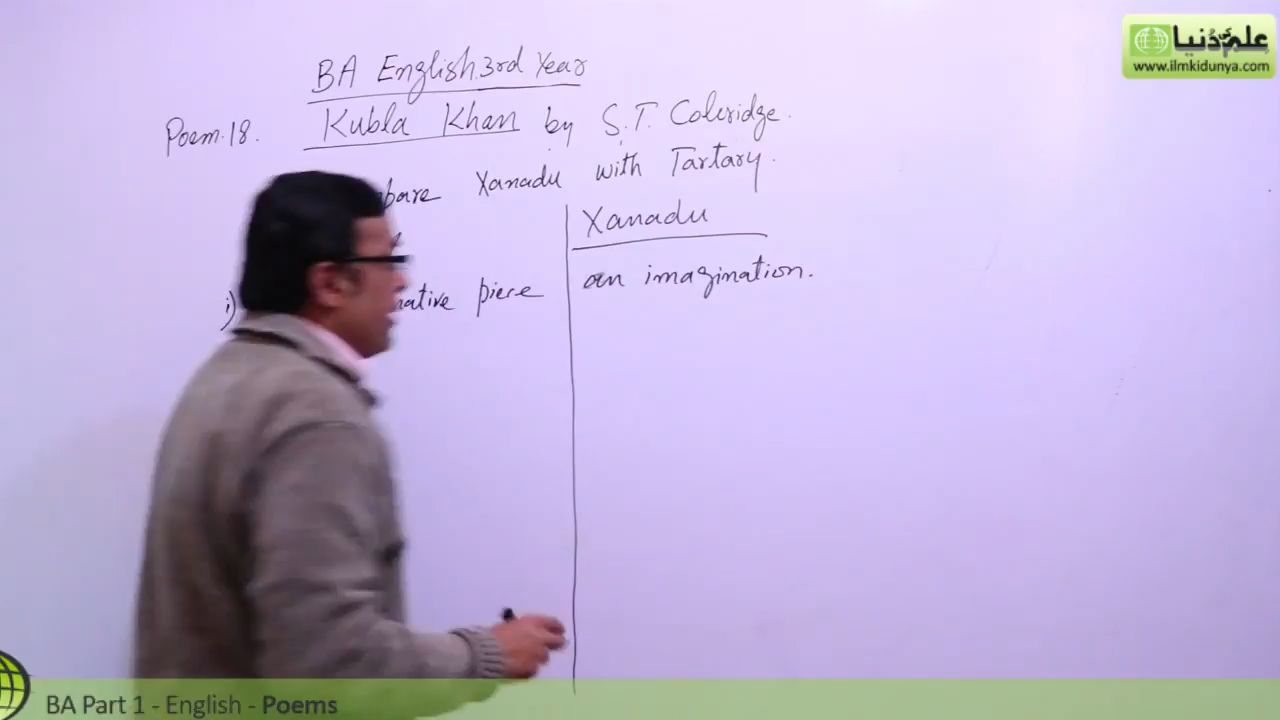 علم کی دُنیا
www.ilmkidunya.com
BA English 3rd Year
Poem.18. Kubla Khan by S.T. Coleridge.
Xanadu with Tartary.
Xanadu
i) piece
an imagination.
BA Part 1 - English - Poems